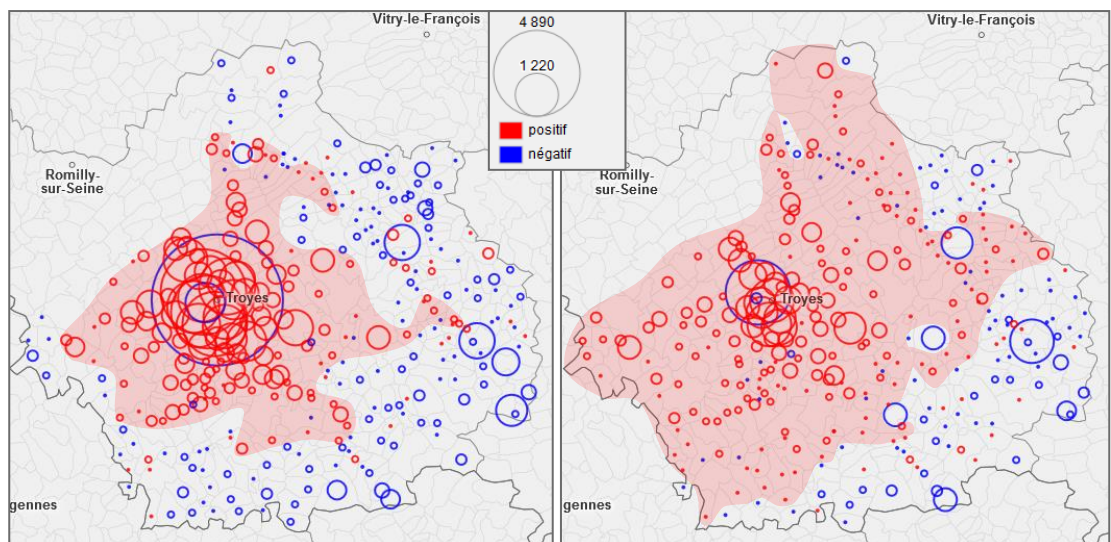 Vitry-le-François
Romilly-
sur-Seine
Troyes
gennes
4 890
1 220
positif
négatif
Vitry-le-François
Romilly-
sur-Seine
Troyes
gennes